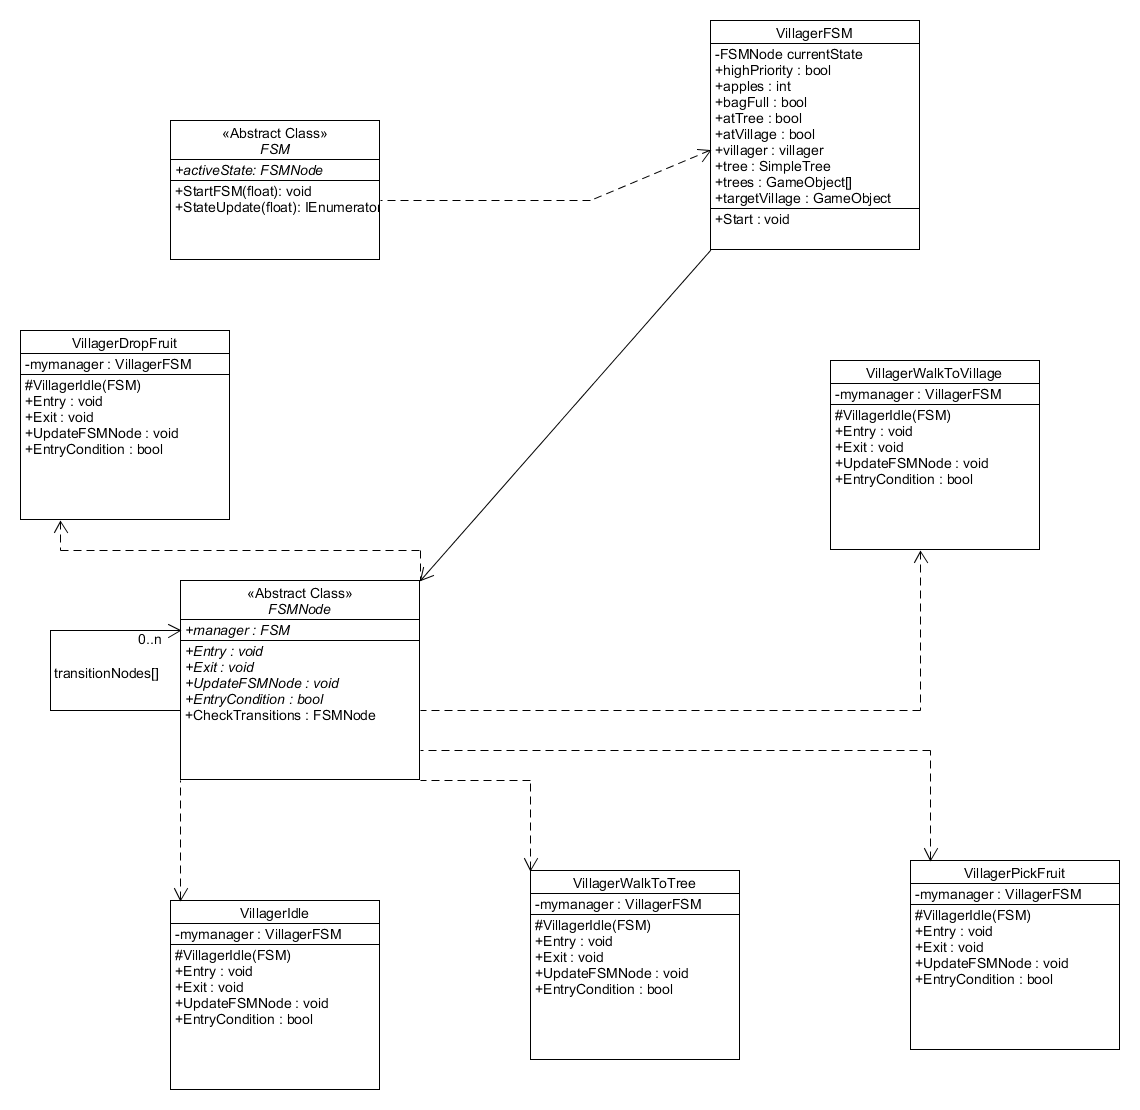 VillagerFSM
-FSMNode currentState
+highPriority : bool
+apples : int
+bagFull : bool
+atTree : bool
+atVillage : bool
+villager : villager
+tree : SimpleTree
+trees : GameObject[]
+targetVillage : GameObject
+Start : void
«Abstract Class»
FSM
+activeState: FSMNode
+StartFSM(float): void
+StateUpdate(float): IEnumerator
VillagerDropFruit
-mymanager : VillagerFSM
#VillagerIdle(FSM)
+Entry : void
+Exit : void
+UpdateFSMNode : void
+EntryCondition : bool
VillagerWalkToVillage
-mymanager : VillagerFSM
#VillagerIdle(FSM)
+Entry : void
+Exit : void
+UpdateFSMNode : void
+EntryCondition : bool
«Abstract Class»
FSMNode
+manager : FSM
+Entry : void
+Exit : void
+UpdateFSMNode : void
+EntryCondition : bool
+CheckTransitions : FSMNode
0..n
transitionNodes[]
VillagerIdle
-mymanager : VillagerFSM
#VillagerIdle(FSM)
+Entry : void
+Exit : void
+UpdateFSMNode : void
+EntryCondition : bool
VillagerWalkToTree
-mymanager : VillagerFSM
#VillagerIdle(FSM)
+Entry : void
+Exit : void
+UpdateFSMNode : void
+EntryCondition : bool
VillagerPickFruit
-mymanager : VillagerFSM
#VillagerIdle(FSM)
+Entry : void
+Exit : void
+UpdateFSMNode : void
+EntryCondition : bool